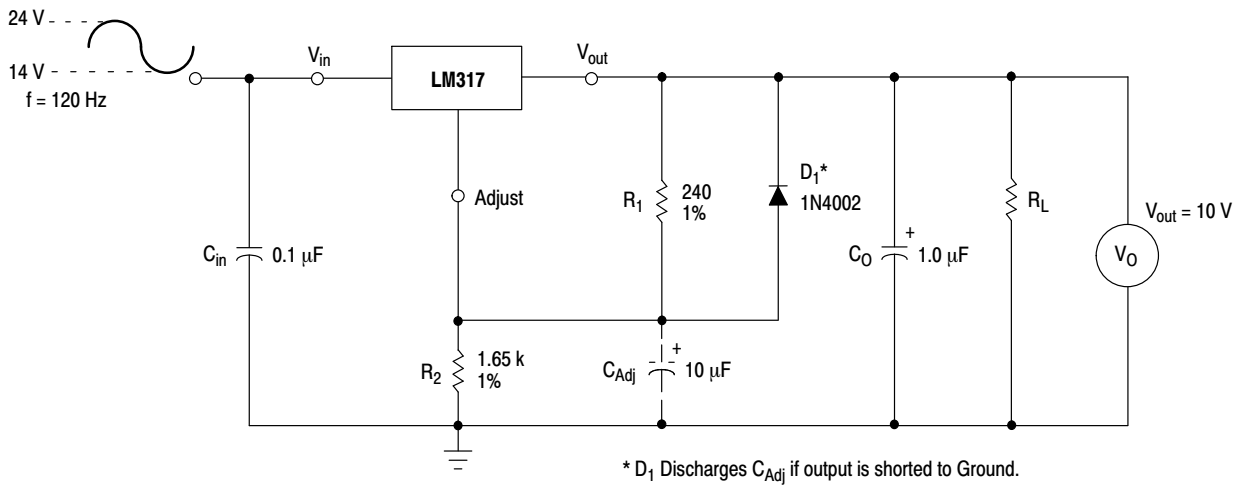 24 V
14 V
f = 120 Hz
V_in
LM317
V_out
Adjust
C_in
0.1 μF
R_1
240
1%
D_1*
1N4002
C_O
+
1.0 μF
R_L
V_out = 10 V
V_O
R_2
1.65 k
1%
C_Adj
+
10 μF
* D_1 Discharges C_Adj if output is shorted to Ground.